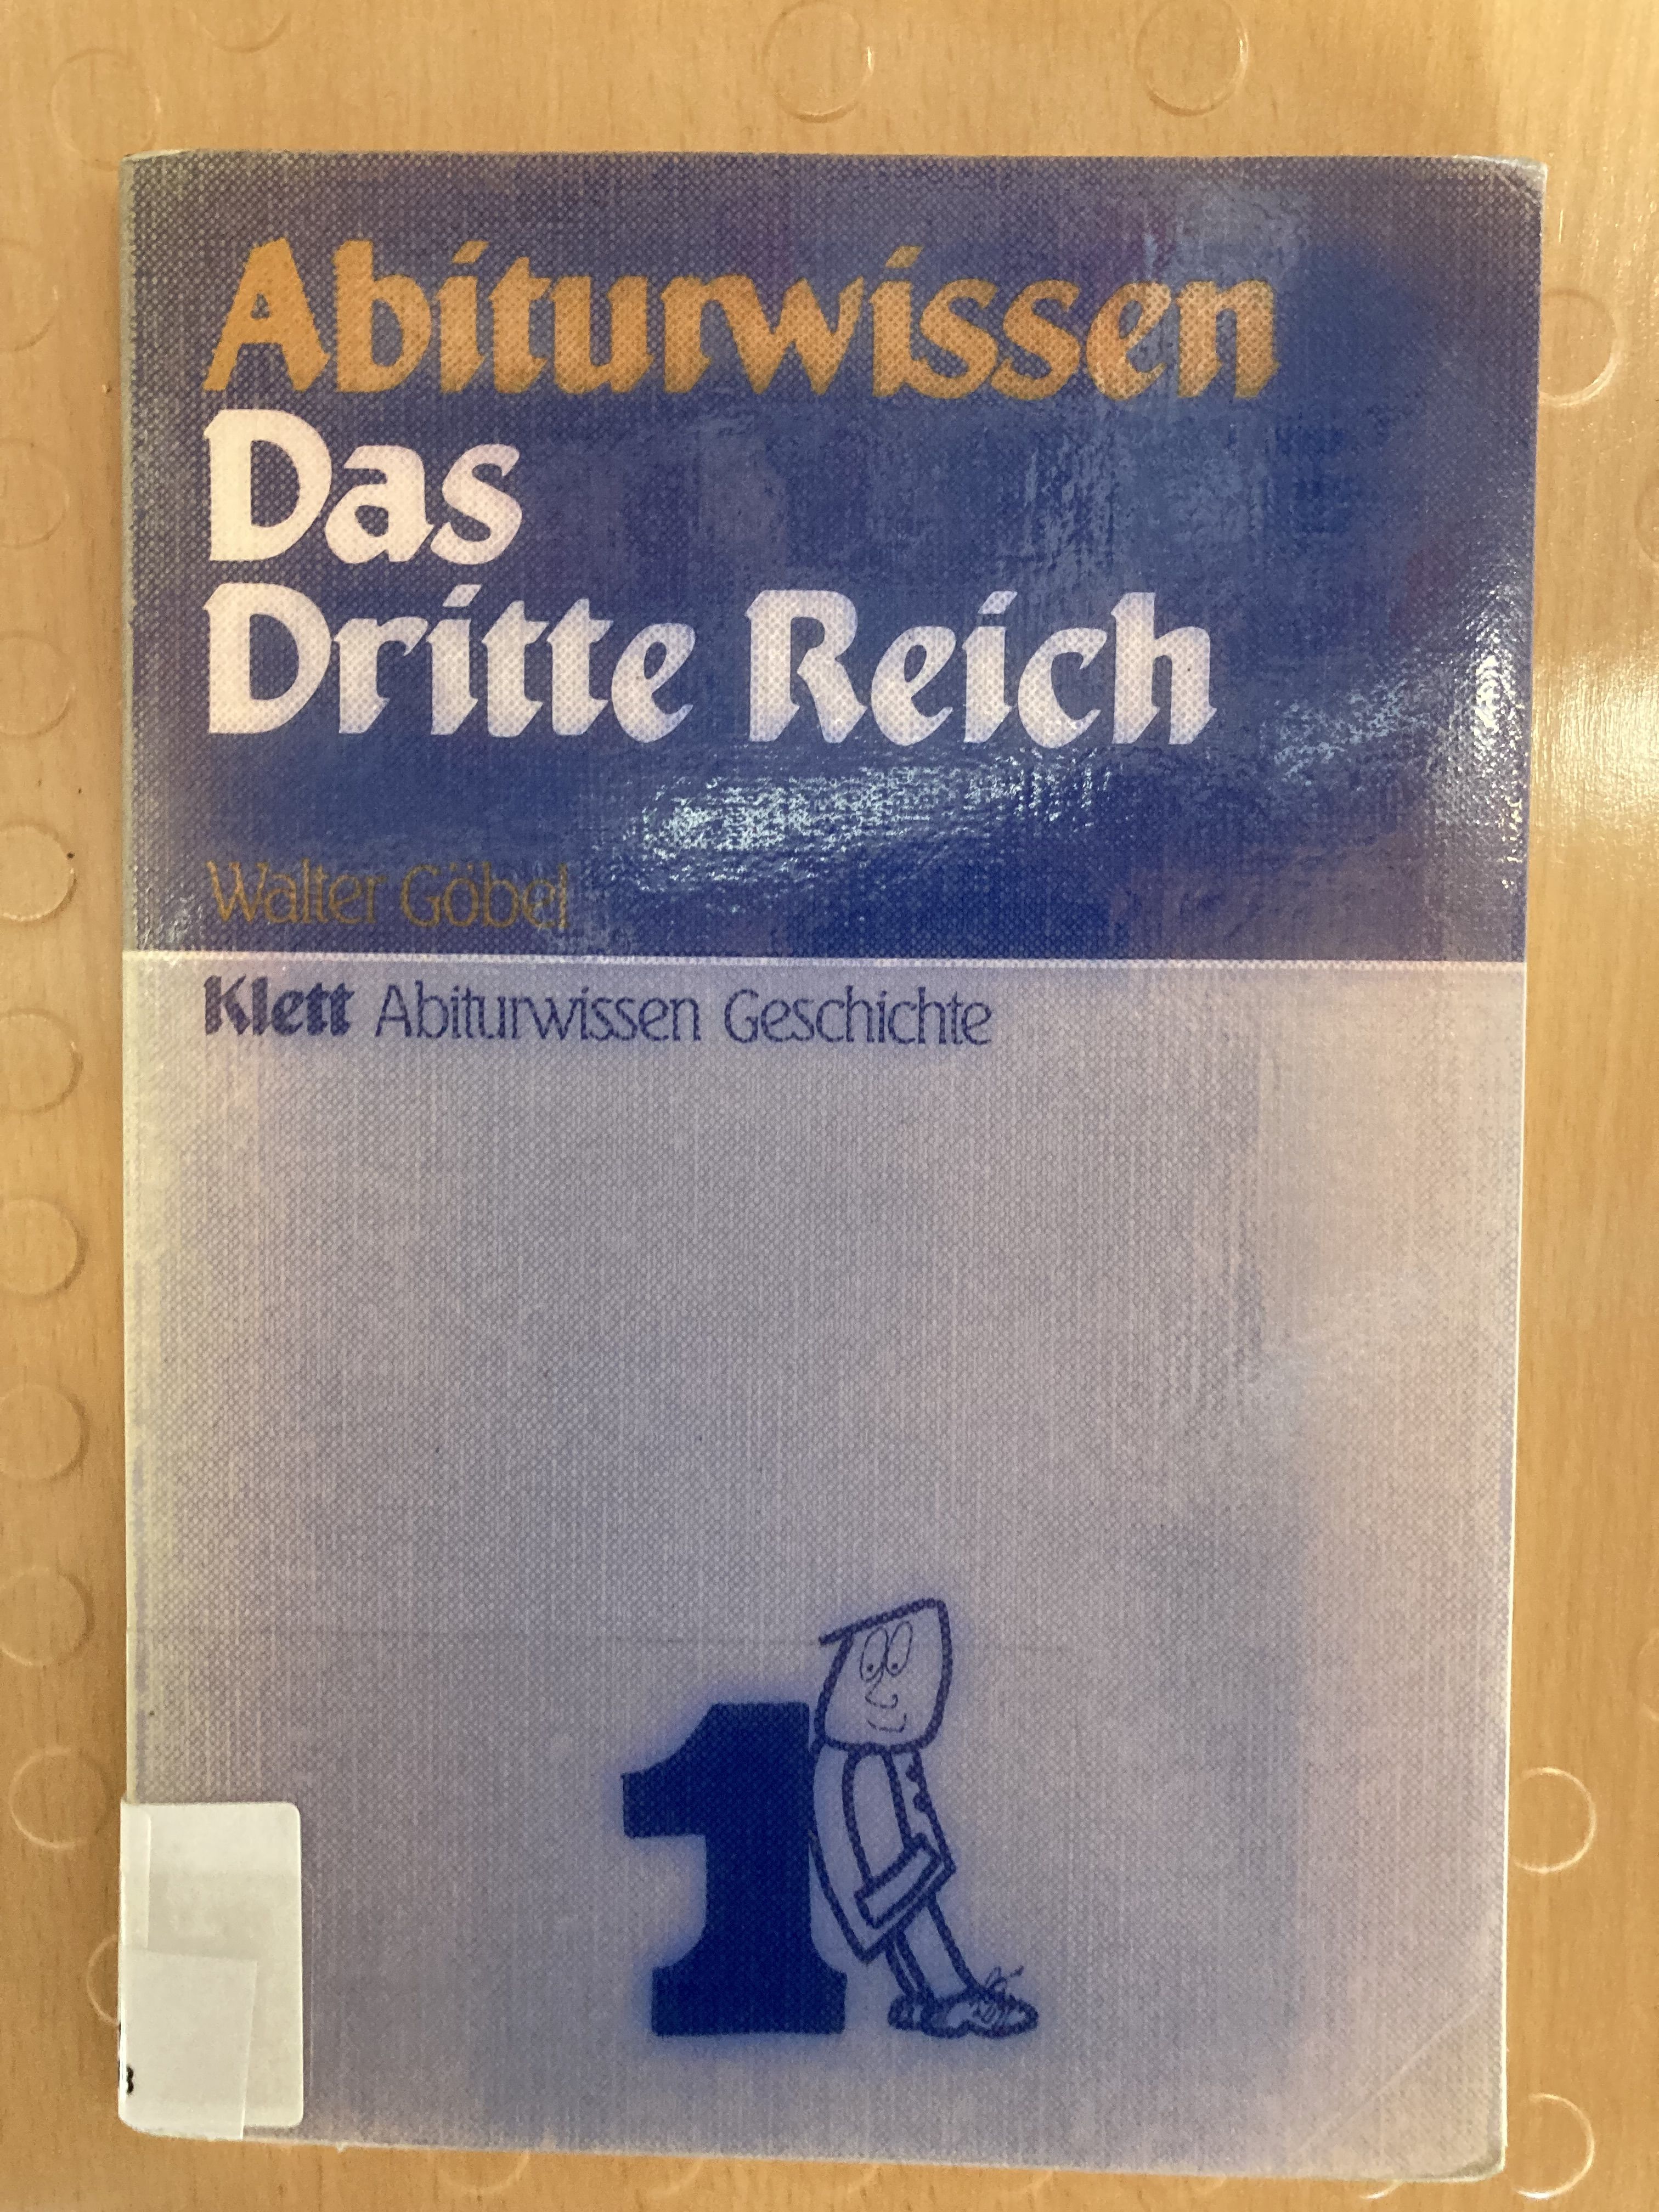 Abiturwissen
Das
Dritte Reich
Walter Göbel
Klett Abiturwissen Geschichte
1